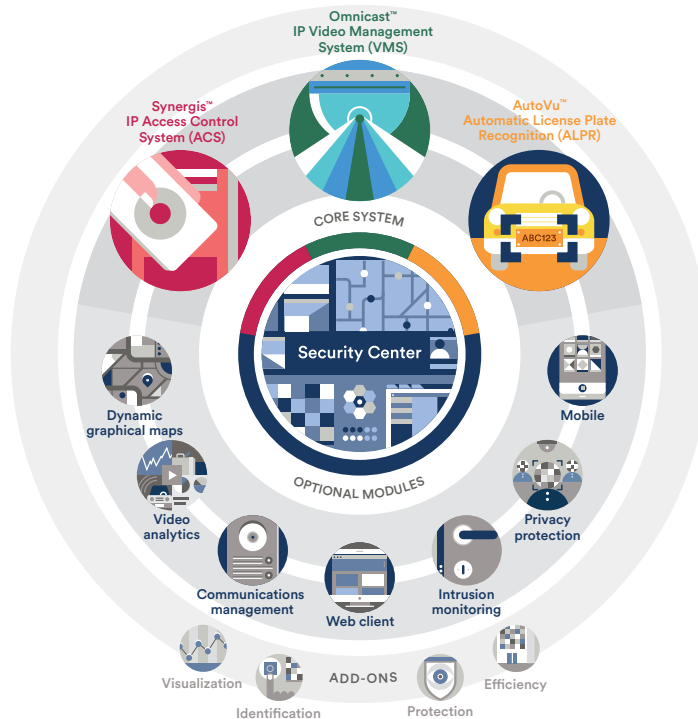 Omnicast™
IP Video Management
System (VMS)
Synergis™
IP Access Control
System (ACS)
AutoVu™
Automatic License Plate
Recognition (ALPR)
ABC123
CORE SYSTEM
Security Center
OPTIONAL MODULES
Dynamic
graphical maps
Mobile
Video
analytics
Privacy
protection
Communications
management
Web client
Intrusion
monitoring
Visualization
Identification
ADD-ONS
Protection
Efficiency